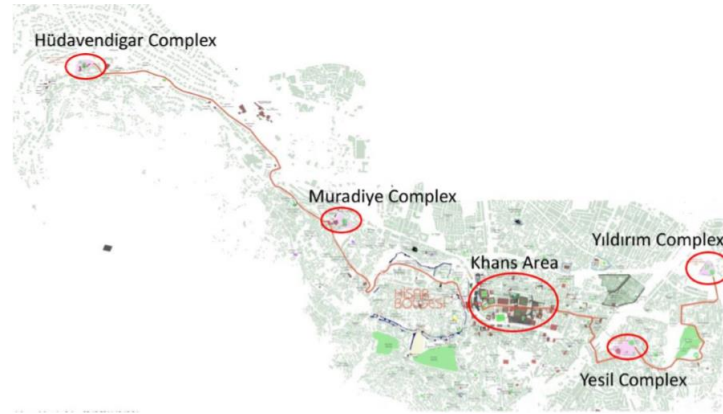 Hüdavendigar Complex
Muradiye Complex
Yıldırım Complex
Khans Area
HİSAR
BÖLGESİ
Yesil Complex